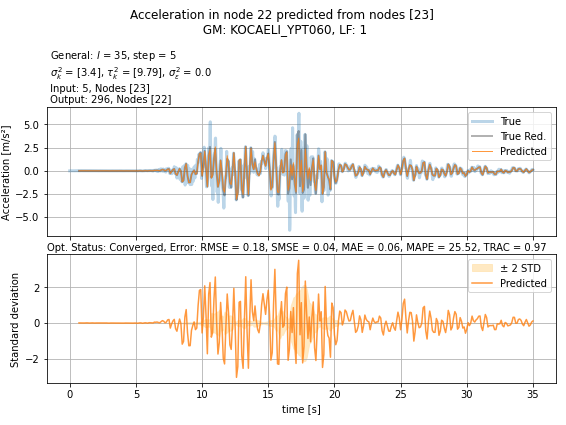 Acceleration in node 22 predicted from nodes [23]
GM: KOCAELI_YPT060, LF: 1
General: l = 35, step = 5
σ²ₖ = [3.4], τ²ₖ = [9.79], σ²ε = 0.0
Input: 5, Nodes [23]
Output: 296, Nodes [22]
Acceleration [m/s²]
5.0
2.5
0.0
−2.5
−5.0
True
True Red.
Predicted
Opt. Status: Converged, Error: RMSE = 0.18, SMSE = 0.04, MAE = 0.06, MAPE = 25.52, TRAC = 0.97
Standard deviation
2
0
−2
± 2 STD
Predicted
0 5 10 15 20 25 30 35
time [s]